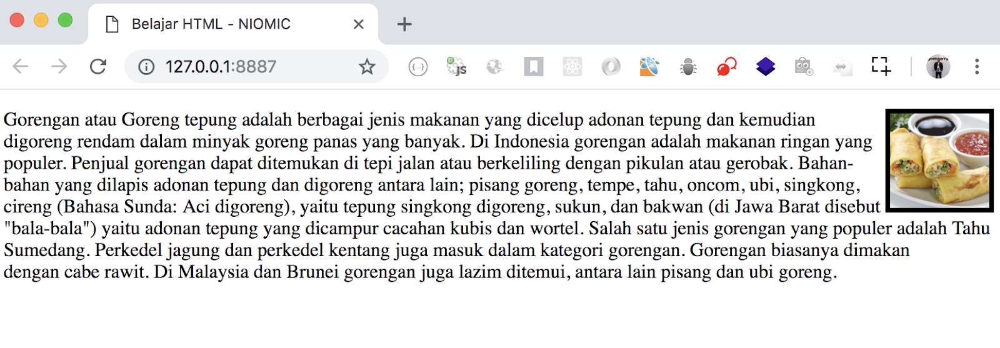 Belajar HTML - NIOMIC
127.0.0.1:8887
{...}
JS
Gorengan atau Goreng tepung adalah berbagai jenis makanan yang dicelup adonan tepung dan kemudian
digoreng rendam dalam minyak goreng panas yang banyak. Di Indonesia gorengan adalah makanan ringan yang
populer. Penjual gorengan dapat ditemukan di tepi jalan atau berkeliling dengan pikulan atau gerobak. Bahan-
bahan yang dilapis adonan tepung dan digoreng antara lain; pisang goreng, tempe, tahu, oncom, ubi, singkong,
cireng (Bahasa Sunda: Aci digoreng), yaitu tepung singkong digoreng, sukun, dan bakwan (di Jawa Barat disebut
"bala-bala") yaitu adonan tepung yang dicampur cacahan kubis dan wortel. Salah satu jenis gorengan yang populer adalah Tahu
Sumedang. Perkedel jagung dan perkedel kentang juga masuk dalam kategori gorengan. Gorengan biasanya dimakan
dengan cabe rawit. Di Malaysia dan Brunei gorengan juga lazim ditemui, antara lain pisang dan ubi goreng.